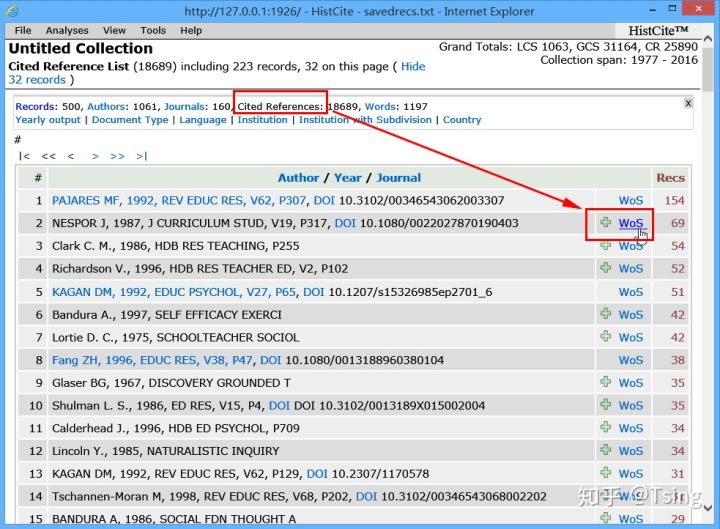 http://127.0.0.1:1926/ - HistCite - savedrecs.txt - Internet Explorer
File Analyses View Tools Help HistCite™
Untitled Collection
Grand Totals: LCS 1063, GCS 31164, CR 25890
Collection span: 1977 - 2016
Cited Reference List (18689) including 223 records, 32 on this page ( Hide
32 records )
Records: 500, Authors: 1061, Journals: 160, Cited References: 18689, Words: 1197 X
Yearly output | Document Type | Language | Institution | Institution with Subdivision | Country
#
|< << < > >> >|
# Author / Year / Journal Recs
1 PAJARES MF, 1992, REV EDUC RES, V62, P307, DOI 10.3102/00346543062003307 WoS 154
2 NESPOR J, 1987, J CURRICULUM STUD, V19, P317, DOI 10.1080/0022027870190403 WoS 69
3 Clark C. M., 1986, HDB RES TEACHING, P255 WoS 54
4 Richardson V., 1996, HDB RES TEACHER ED, V2, P102 WoS 52
5 KAGAN DM, 1992, EDUC PSYCHOL, V27, P65, DOI 10.1207/s15326985ep2701_6 WoS 51
6 Bandura A., 1997, SELF EFFICACY EXERCI WoS 42
7 Lortie D. C., 1975, SCHOOLTEACHER SOCIOL WoS 42
8 Fang ZH, 1996, EDUC RES, V38, P47, DOI 10.1080/0013188960380104 WoS 38
9 Glaser BG, 1967, DISCOVERY GROUNDED T WoS 35
10 Shulman L. S., 1986, ED RES, V15, P4, DOI DOI 10.3102/0013189X015002004 WoS 35
11 Calderhead J., 1996, HDB ED PSYCHOL, P709 WoS 34
12 Lincoln Y., 1985, NATURALISTIC INQUIRY WoS 34
13 KAGAN DM, 1992, REV EDUC RES, V62, P129, DOI 10.2307/1170578 WoS 31
14 Tschannen-Moran M, 1998, REV EDUC RES, V68, P202, DOI 10.3102/00346543068002202 WoS
15 BANDURA A, 1986, SOCIAL FDN THOUGHT A WoS 29
知乎 @Tsing